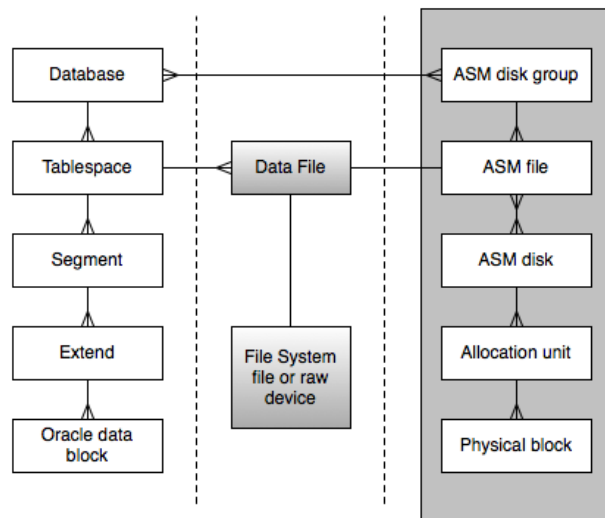 Database
ASM disk group
Tablespace
Data File
ASM file
Segment
ASM disk
Extend
File System
file or raw
device
Allocation unit
Oracle data
block
Physical block